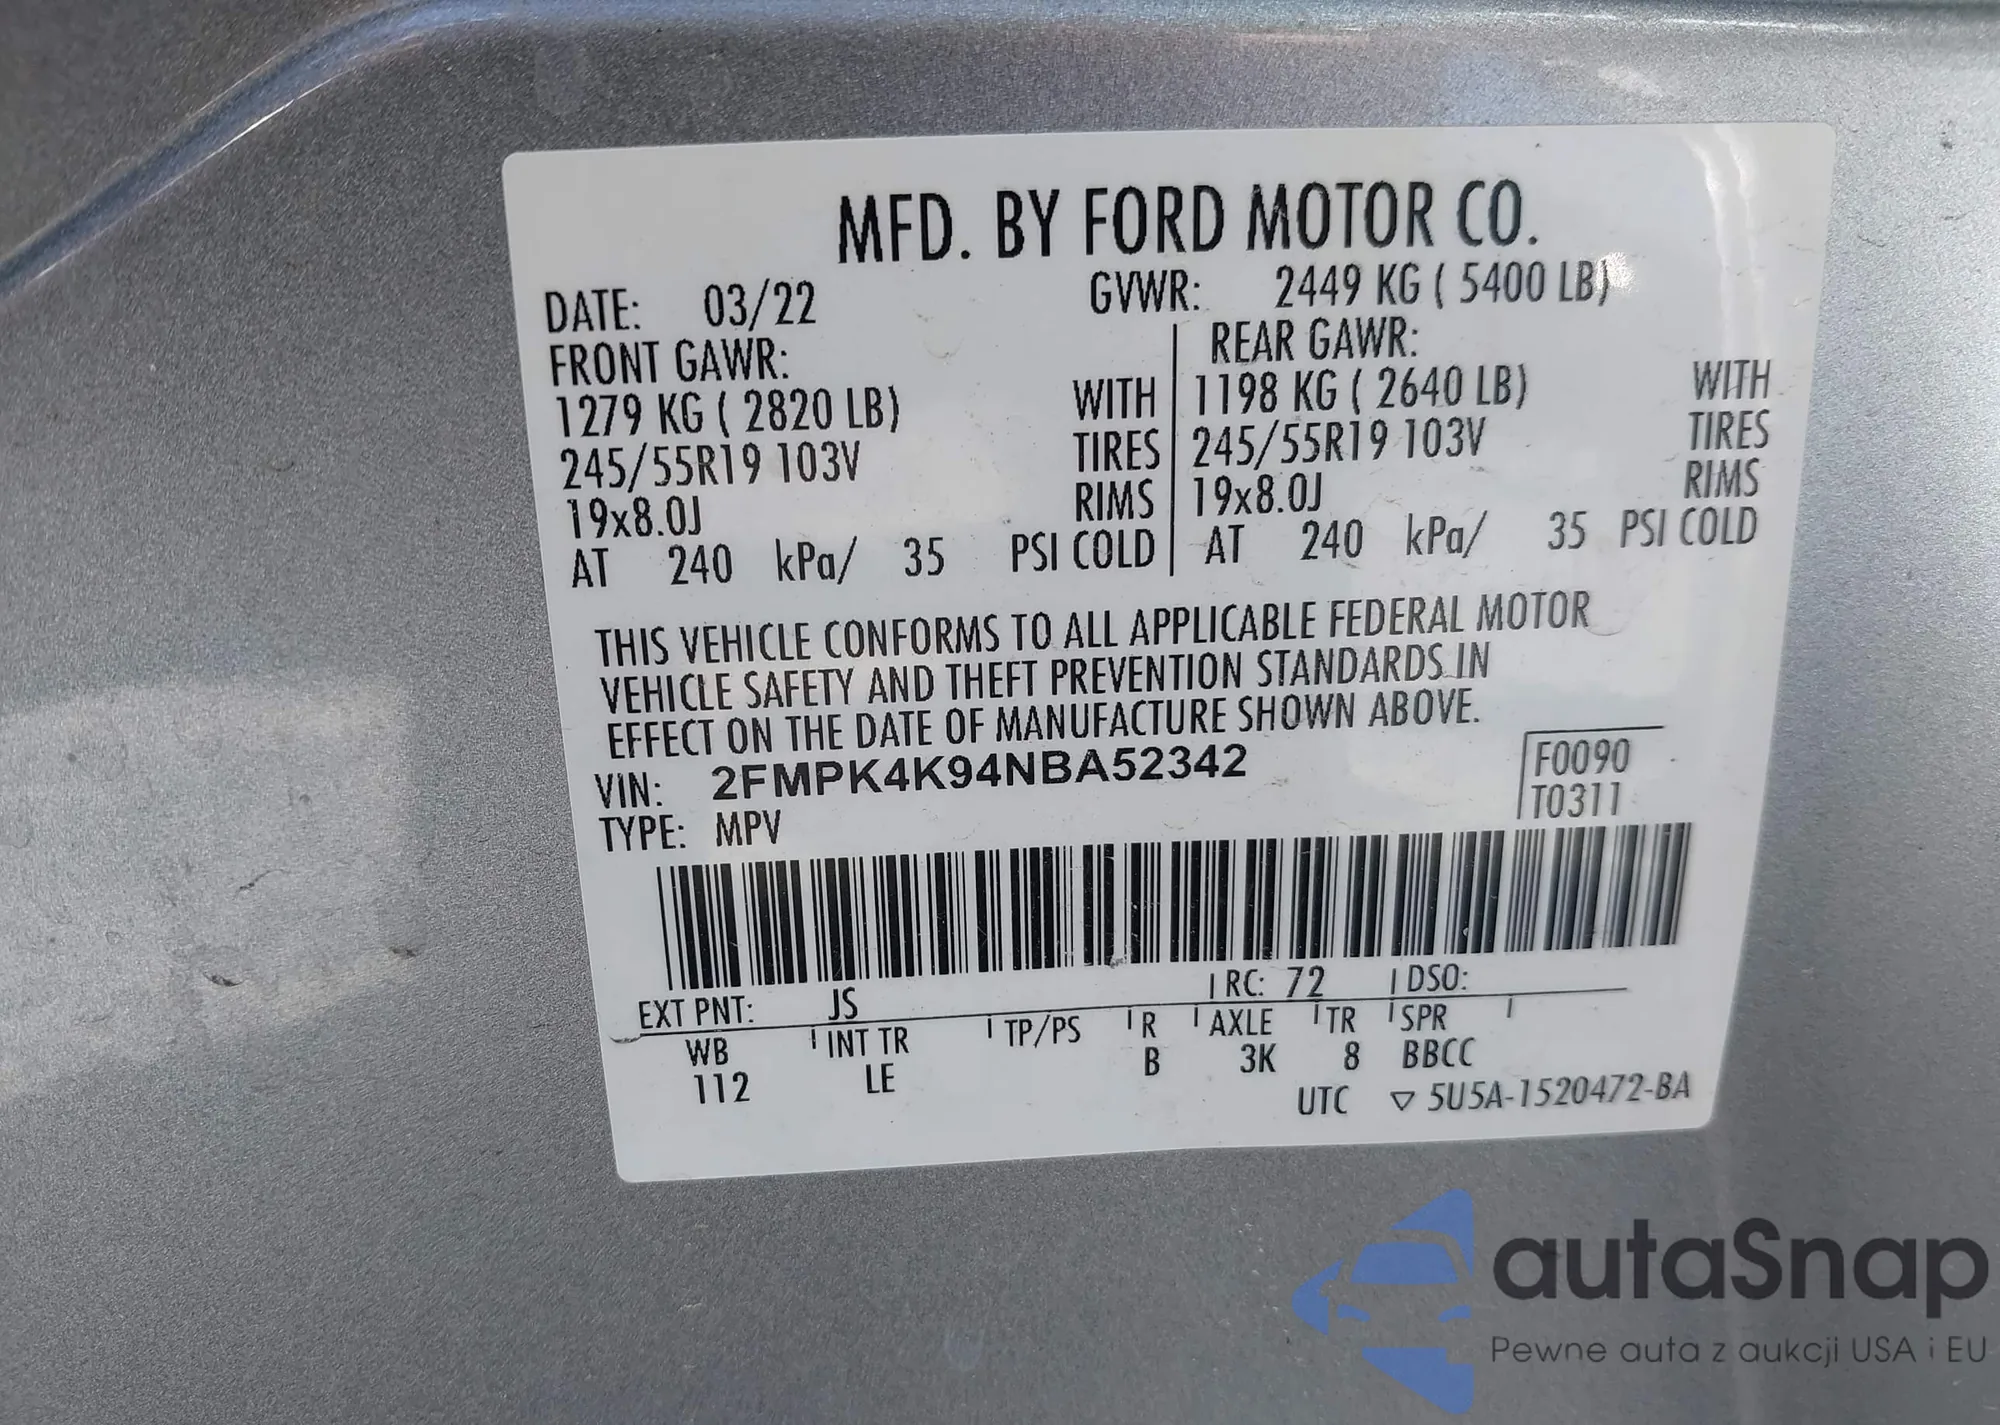 MFD. BY FORD MOTOR CO.
DATE: 03/22 GVWR: 2449 KG ( 5400 LB)
FRONT GAWR: REAR GAWR:
1279 KG ( 2820 LB) WITH 1198 KG ( 2640 LB) WITH
245/55R19 103V TIRES 245/55R19 103V TIRES
19x8.0J RIMS 19x8.0J RIMS
AT 240 kPa/ 35 PSI COLD AT 240 kPa/ 35 PSI COLD
THIS VEHICLE CONFORMS TO ALL APPLICABLE FEDERAL MOTOR
VEHICLE SAFETY AND THEFT PREVENTION STANDARDS IN
EFFECT ON THE DATE OF MANUFACTURE SHOWN ABOVE.
VIN: 2FMPK4K94NBA52342 F0090
TYPE: MPV T0311
EXT PNT: JS RC: 72 DSO:
WB INT TR TP/PS R AXLE TR SPR
112 LE B 3K 8 BBCC
UTC ▽ 5U5A-1520472-BA
autaSnap
Pewne auta z aukcji USA i EU